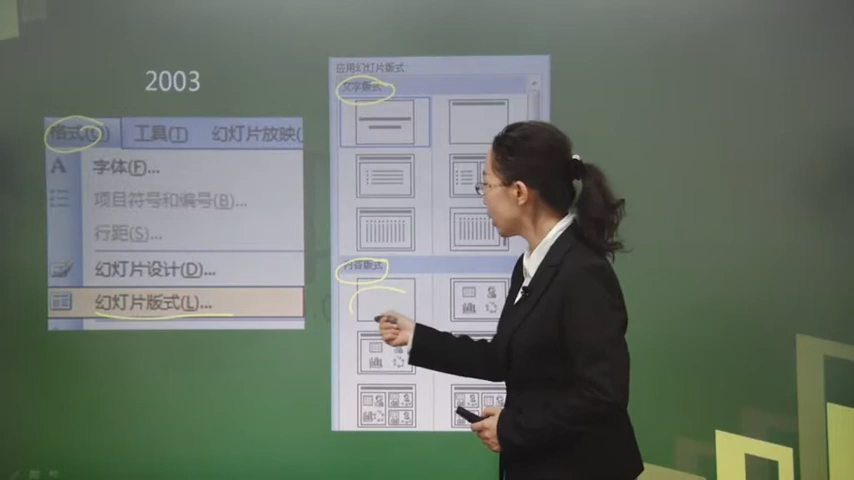 2003
格式(O)
工具(T)
幻灯片放映(
字体(F)...
项目符号和编号(B)...
行距(S)...
幻灯片设计(D)...
幻灯片版式(L)...
应用幻灯片版式
文字版式
内容版式